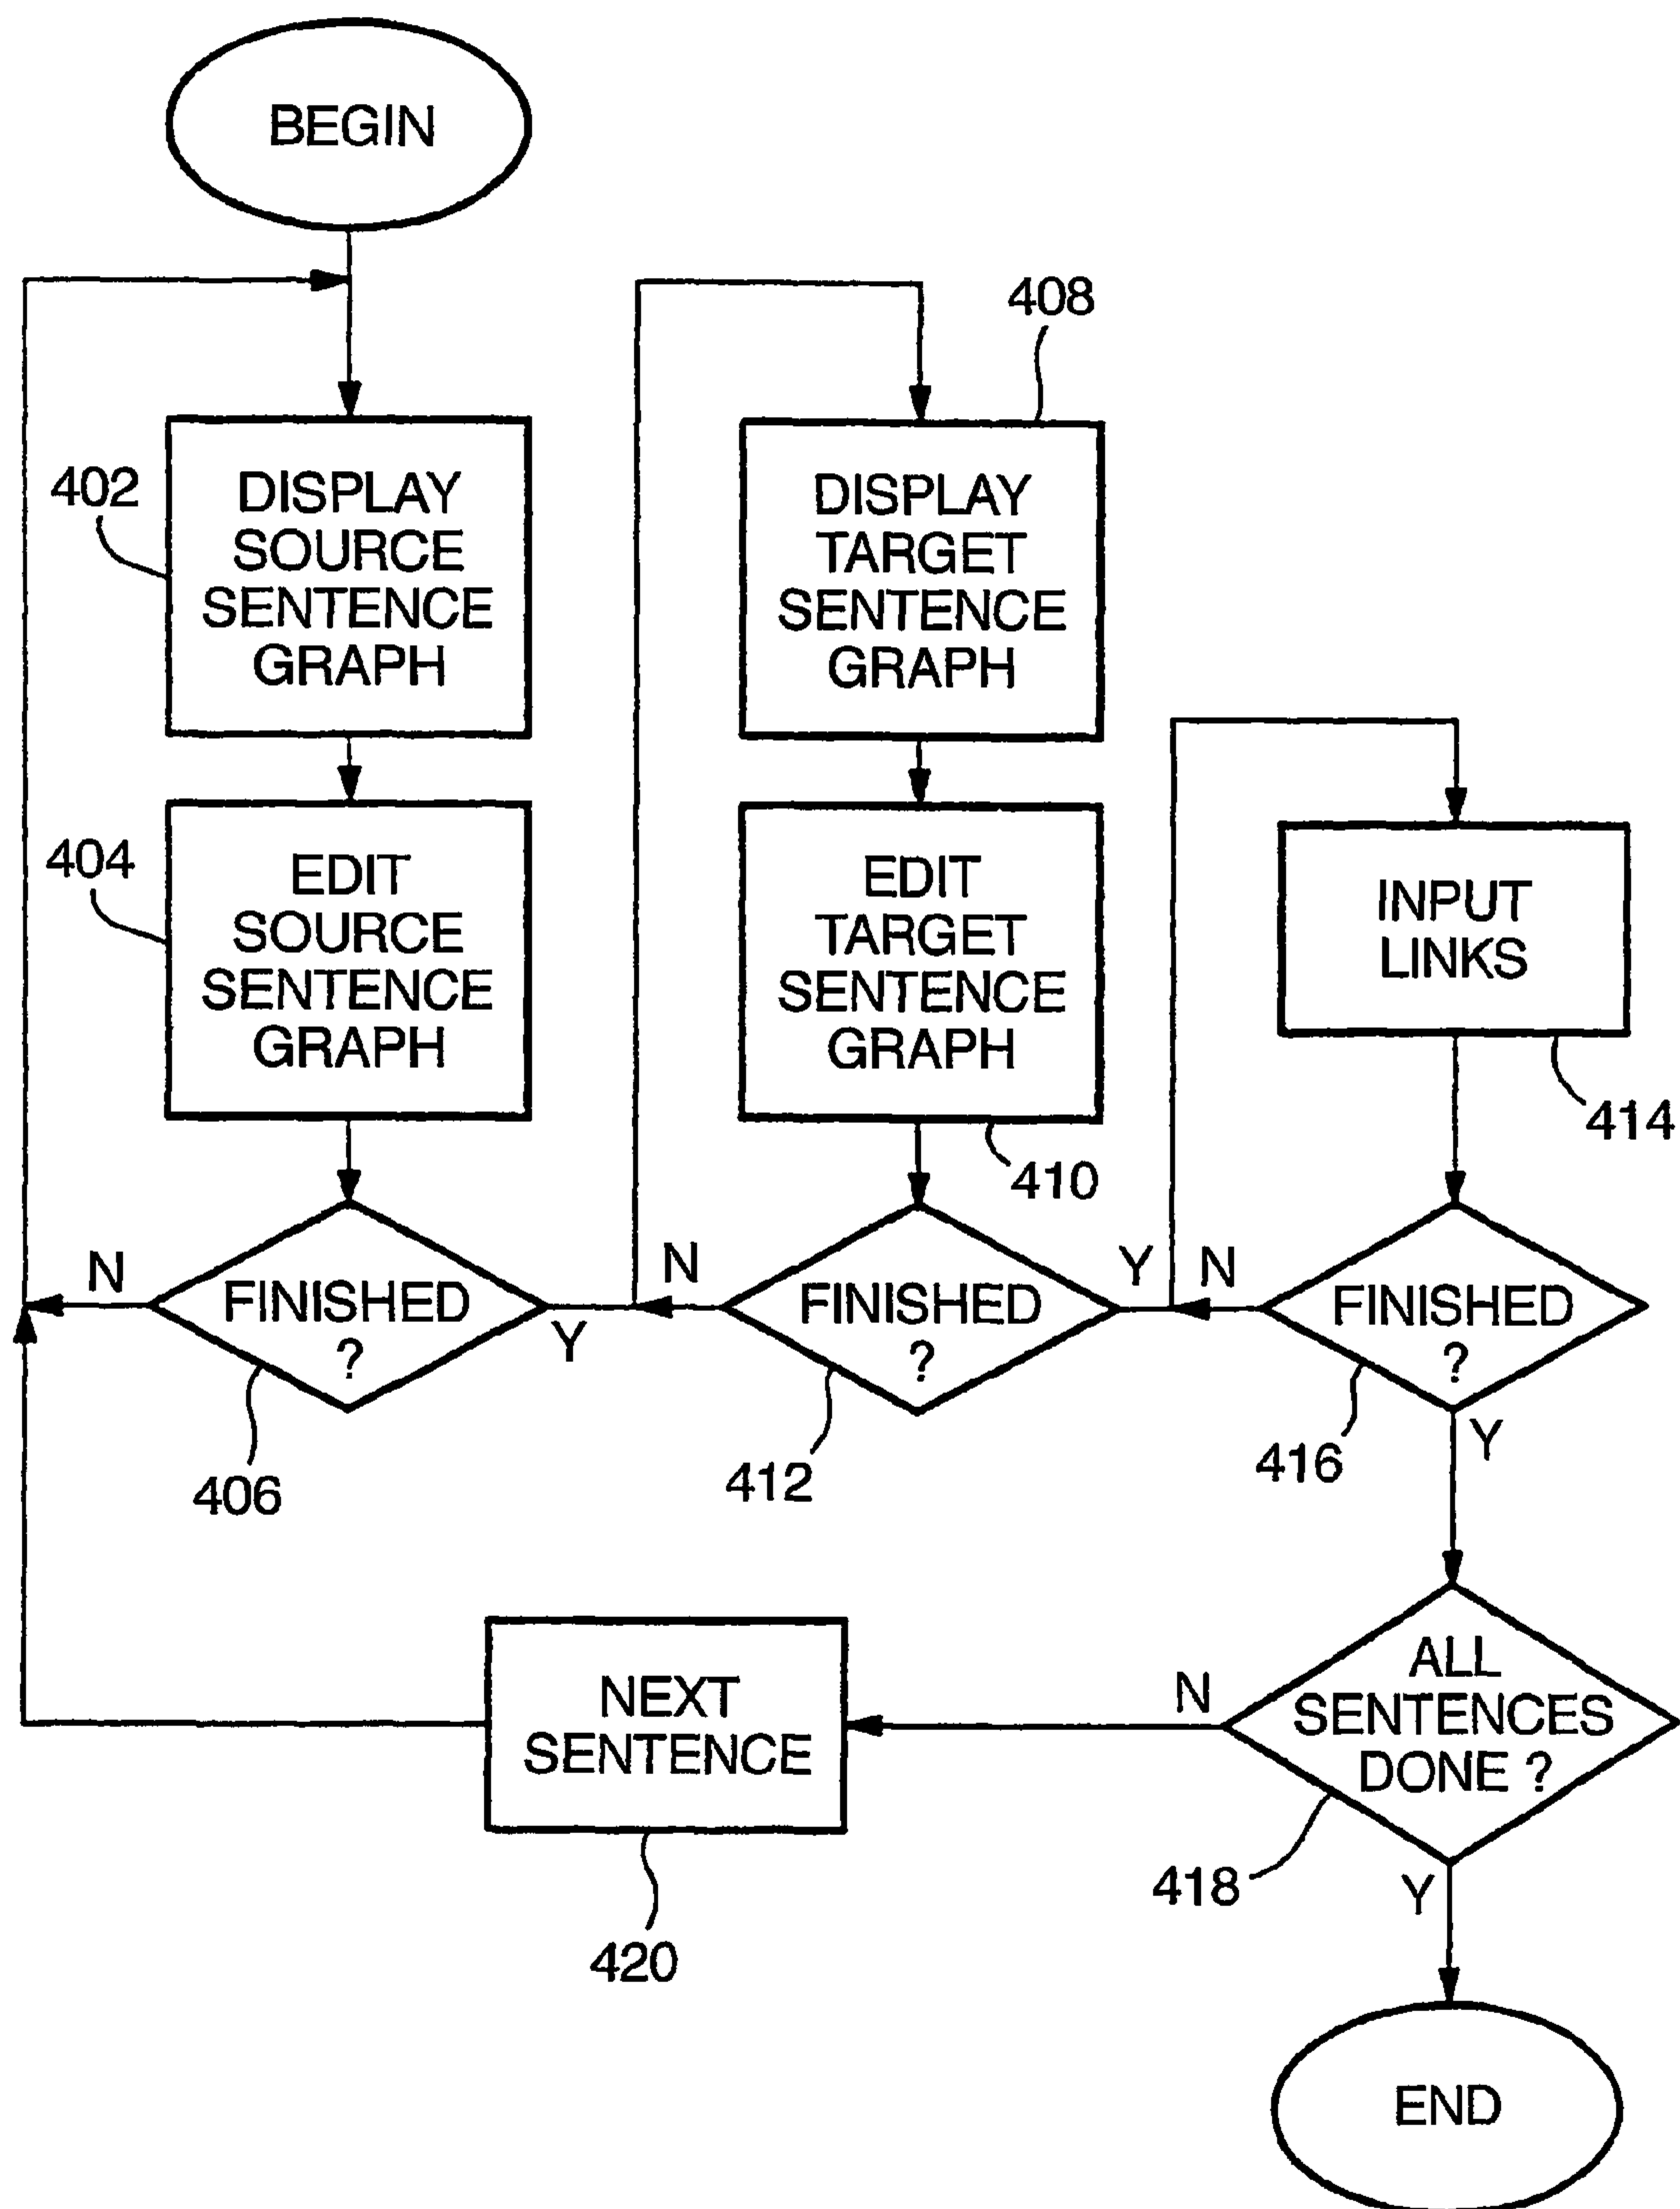 BEGIN
402
DISPLAY
SOURCE
SENTENCE
GRAPH
404
EDIT
SOURCE
SENTENCE
GRAPH
N
FINISHED
?
Y
406
408
DISPLAY
TARGET
SENTENCE
GRAPH
EDIT
TARGET
SENTENCE
GRAPH
410
N
FINISHED
?
Y
412
INPUT
LINKS
414
N
FINISHED
?
416
Y
ALL
SENTENCES
DONE ?
N
418
Y
NEXT
SENTENCE
420
END